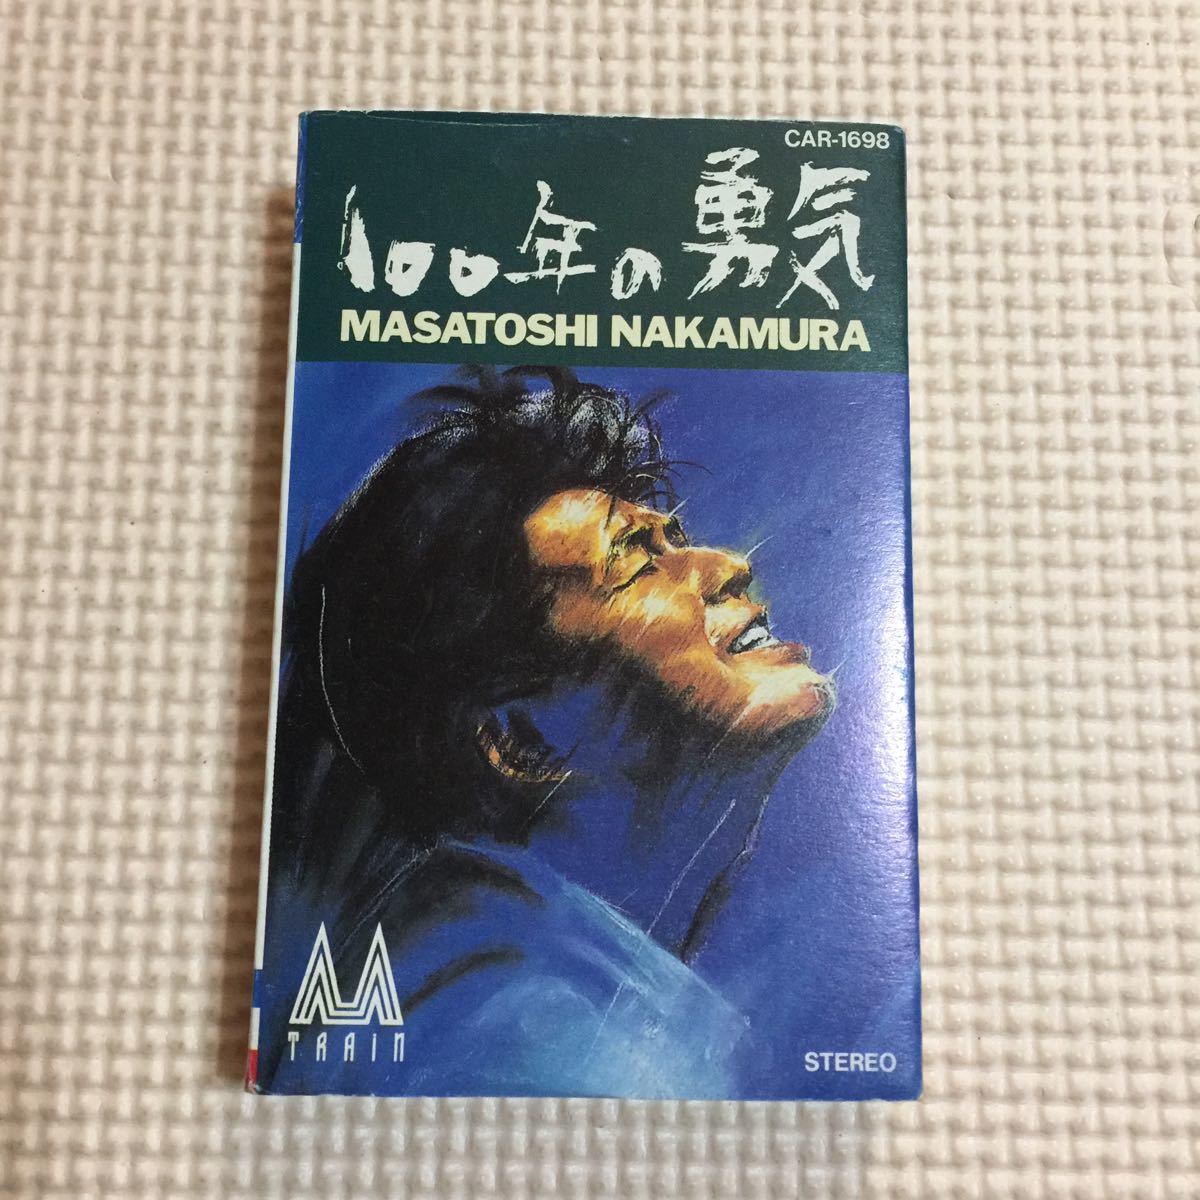 CAR-1698
100年の勇気
MASATOSHI NAKAMURA
TRAIN
STEREO